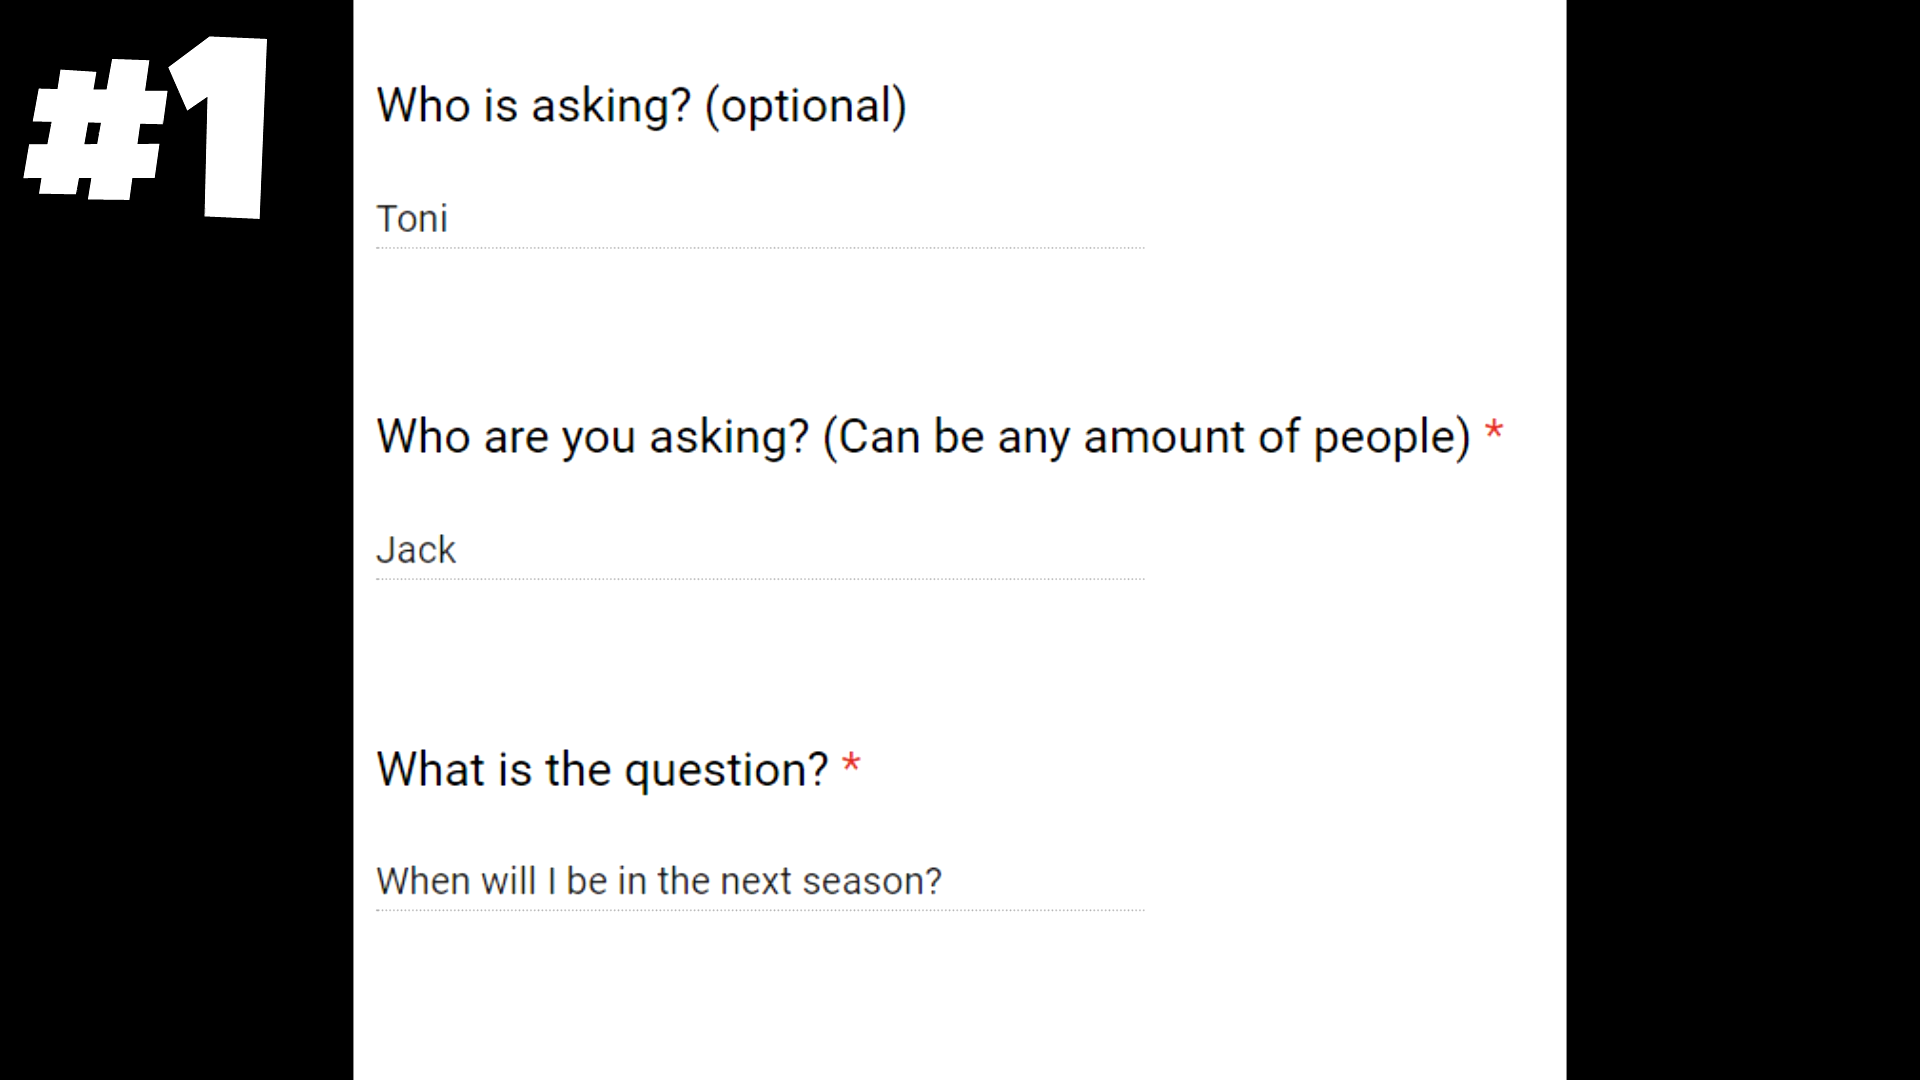 #1
Who is asking? (optional)
Toni
Who are you asking? (Can be any amount of people) *
Jack
What is the question? *
When will I be in the next season?